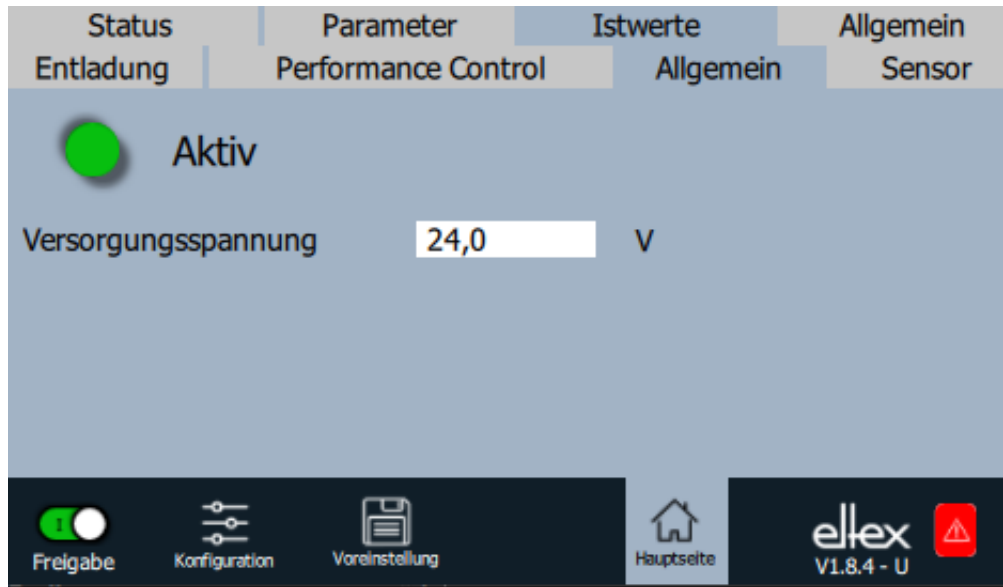 Status Parameter Istwerte Allgemein
Entladung Performance Control Allgemein Sensor
Aktiv
Versorgungsspannung 24,0 V
I
Freigabe Konfiguration Voreinstellung Hauptseite
eltex
V1.8.4 - U